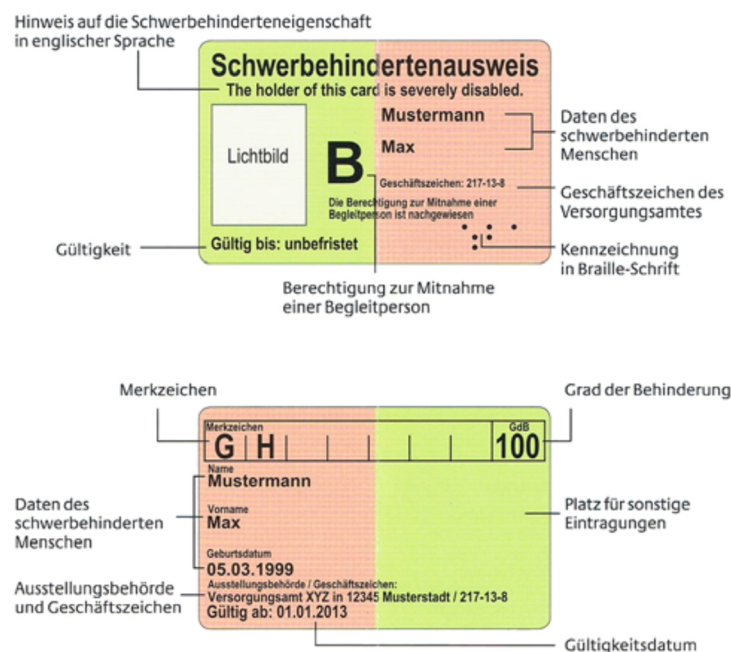 Hinweis auf die Schwerbehinderteneigenschaft
in englischer Sprache
Schwerbehindertenausweis
The holder of this card is severely disabled.
Lichtbild
B
Mustermann
Max
Geschäftszeichen: 217-13-8
Die Berechtigung zur Mitnahme einer
Begleitperson ist nachgewiesen
Gültig bis: unbefristet
Daten des
schwerbehinderten
Menschen
Geschäftszeichen des
Versorgungsamtes
Kennzeichnung
in Braille-Schrift
Gültigkeit
Berechtigung zur Mitnahme
einer Begleitperson
Merkzeichen
Grad der Behinderung
Merkzeichen
G H
GdB
100
Name
Mustermann
Vorname
Max
Geburtsdatum
05.03.1999
Ausstellungsbehörde / Geschäftszeichen:
Versorgungsamt XYZ in 12345 Musterstadt / 217-13-8
Gültig ab: 01.01.2013
Daten des
schwerbehinderten
Menschen
Ausstellungsbehörde
und Geschäftszeichen
Platz für sonstige
Eintragungen
Gültigkeitsdatum